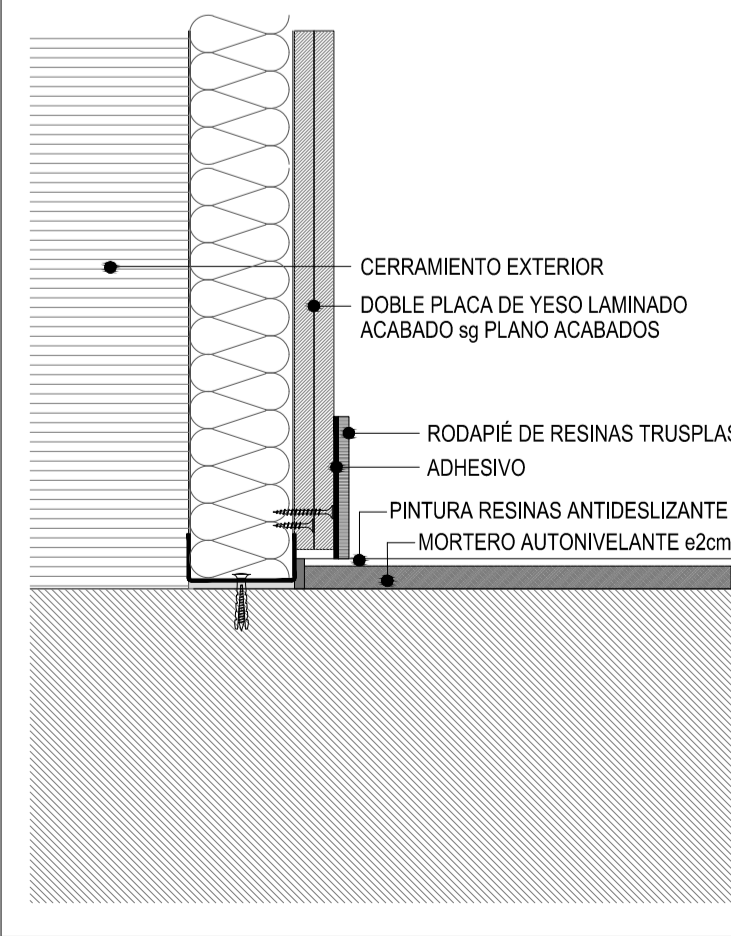 CERRAMIENTO EXTERIOR
DOBLE PLACA DE YESO LAMINADO
ACABADO sg PLANO ACABADOS
RODAPIÉ DE RESINAS TRUSPLAS
ADHESIVO
PINTURA RESINAS ANTIDESLIZANTE
MORTERO AUTONIVELANTE e2cm